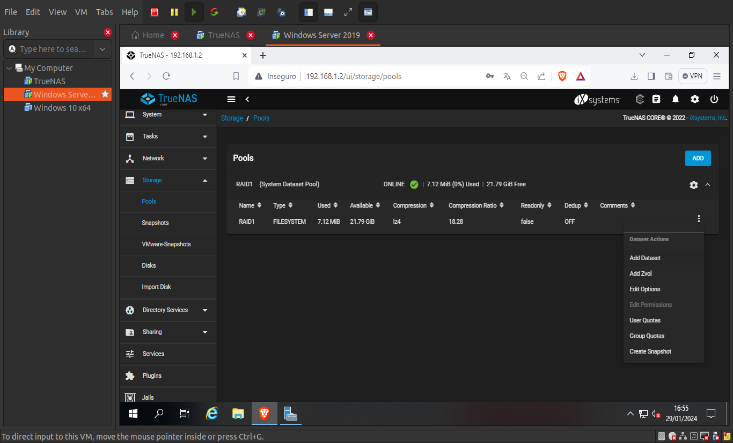 File Edit View VM Tabs Help
Library
Type here to sea...
My Computer
TrueNAS
Windows Serve...
Windows 10 x64
Home TrueNAS Windows Server 2019
TrueNAS - 192.168.1.2
Inseguro 192.168.1.2/ui/storage/pools VPN
TrueNAS
CORE
iXsystems
Storage / Pools
TrueNAS CORE® © 2022 - iXsystems, Inc.
System
Tasks
Network
Storage
Pools
Snapshots
VMware-Snapshots
Disks
Import Disk
Directory Services
Sharing
Services
Plugins
Jails
Pools
ADD
RAID1 (System Dataset Pool) ONLINE | 7.12 MiB (0%) Used | 21.79 GiB Free
Name Type Used Available Compression Compression Ratio Readonly Dedup Comments
RAID1 FILESYSTEM 7.12 MiB 21.79 GiB lz4 18.28 false OFF
Dataset Actions
Add Dataset
Add Zvol
Edit Options
Edit Permissions
User Quotas
Group Quotas
Create Snapshot
16:55
29/01/2024
To direct input to this VM, move the mouse pointer inside or press Ctrl+G.